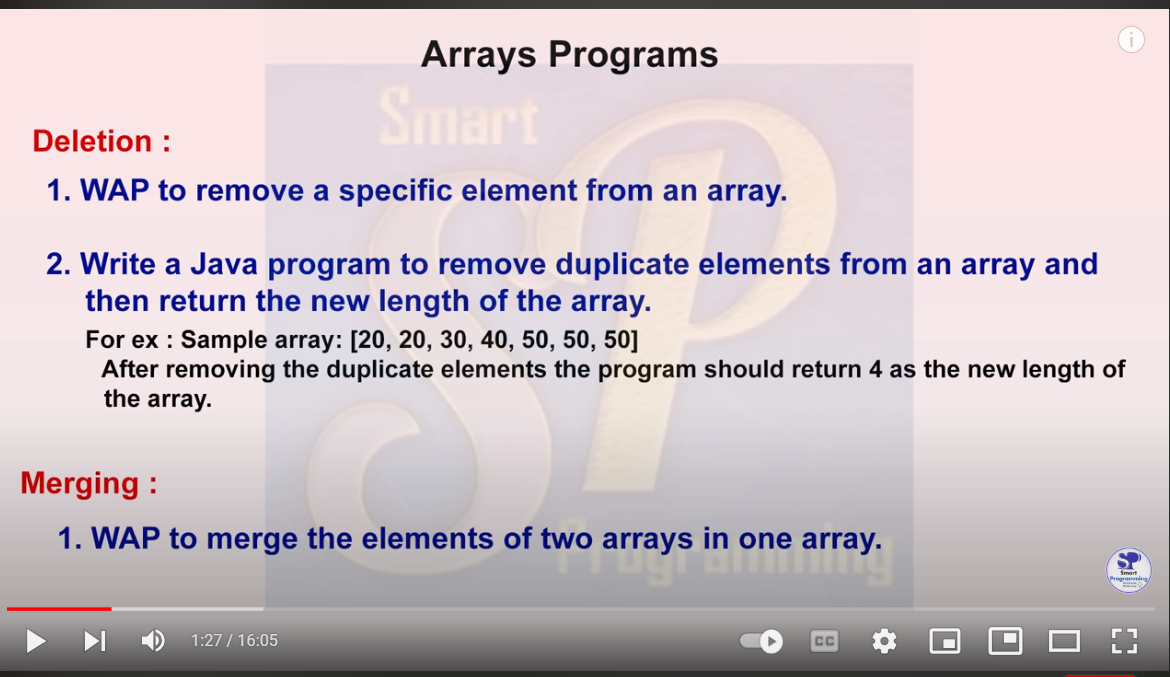 Arrays Programs
Smart
Deletion :
1. WAP to remove a specific element from an array.
2. Write a Java program to remove duplicate elements from an array and
then return the new length of the array.
For ex : Sample array: [20, 20, 30, 40, 50, 50, 50]
After removing the duplicate elements the program should return 4 as the new length of
the array.
SP
Merging :
1. WAP to merge the elements of two arrays in one array.
Programming
SP
Smart
Programming
1:27 / 16:05
CC